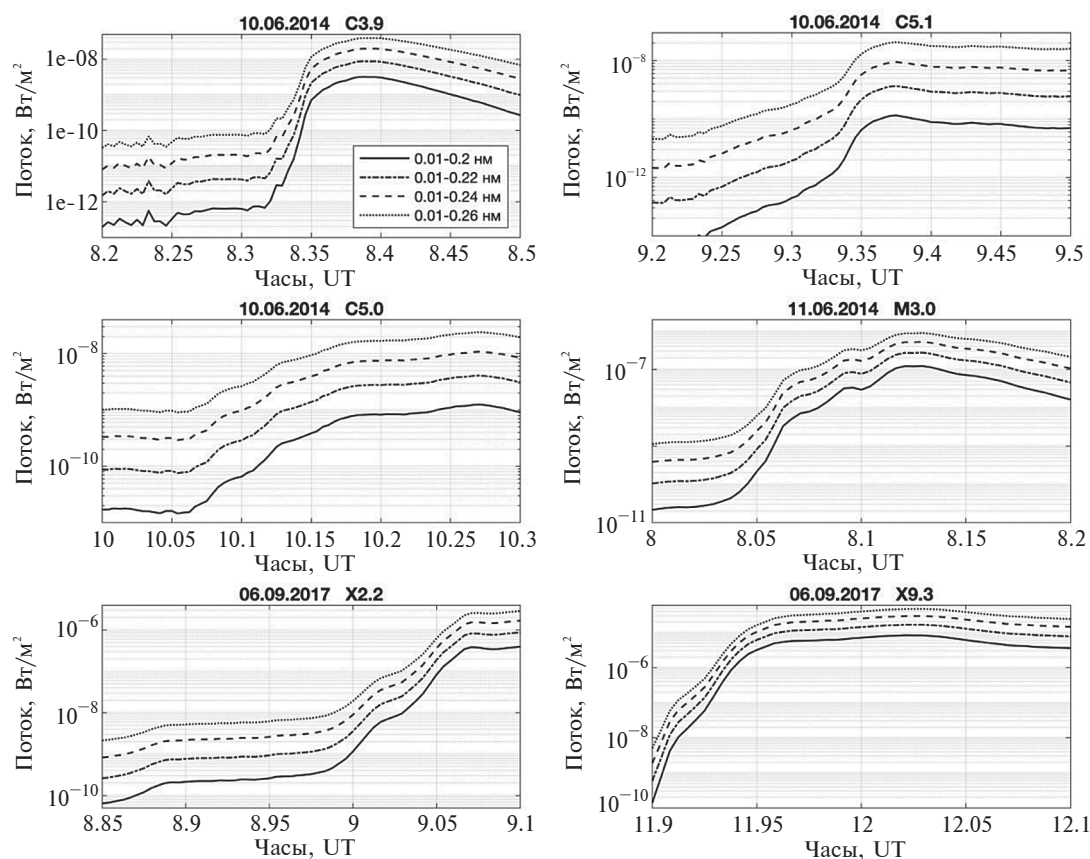 10.06.2014 C3.9
Поток, Вт/м²
1e-08
1e-10
1e-12
0.01-0.2 нм
0.01-0.22 нм
0.01-0.24 нм
0.01-0.26 нм
8.2 8.25 8.3 8.35 8.4 8.45 8.5
Часы, UT
10.06.2014 C5.1
Поток, Вт/м²
10⁻⁸
10⁻¹²
9.2 9.25 9.3 9.35 9.4 9.45 9.5
Часы, UT
10.06.2014 C5.0
Поток, Вт/м²
10⁻⁸
10⁻¹⁰
10 10.05 10.1 10.15 10.2 10.25 10.3
Часы, UT
11.06.2014 M3.0
Поток, Вт/м²
10⁻⁷
10⁻¹¹
8 8.05 8.1 8.15 8.2
Часы, UT
06.09.2017 X2.2
Поток, Вт/м²
10⁻⁶
10⁻⁸
10⁻¹⁰
8.85 8.9 8.95 9 9.05 9.1
Часы, UT
06.09.2017 X9.3
Поток, Вт/м²
10⁻⁶
10⁻⁸
10⁻¹⁰
11.9 11.95 12 12.05 12.1
Часы, UT